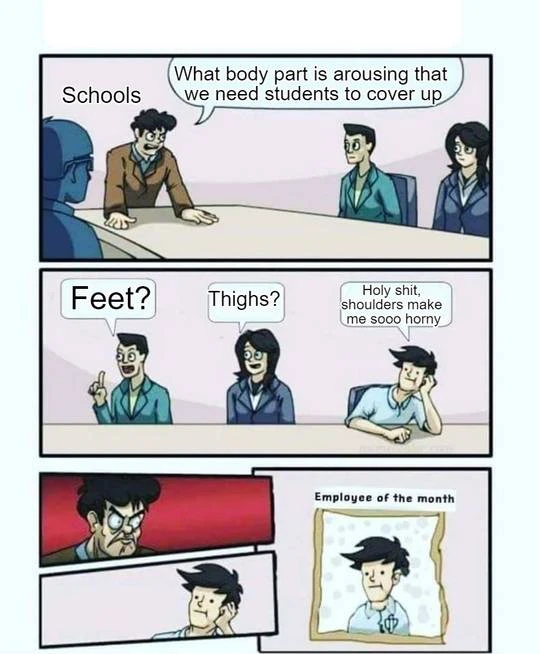 Schools
What body part is arousing that
we need students to cover up
Feet?
Thighs?
Holy shit,
shoulders make
me sooo horny
Employee of the month